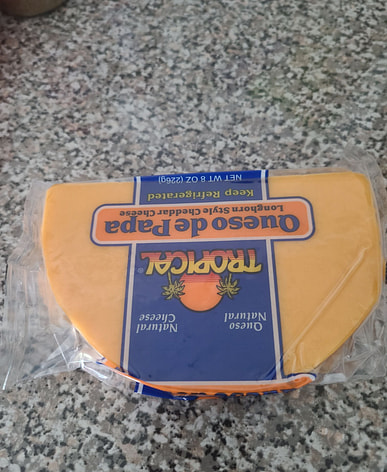 Queso
Natural
Natural
Cheese
TROPICAL
Queso de Papa
Longhorn Style Cheddar Cheese
Keep Refrigerated
NET WT 8 OZ (226g)